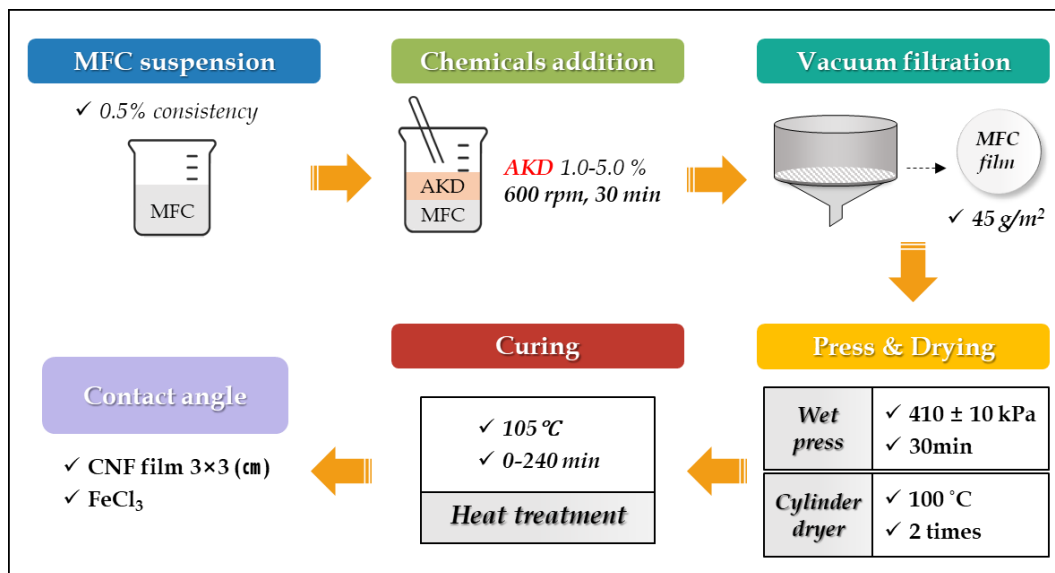 MFC suspension
✓ 0.5% consistency
MFC
Chemicals addition
AKD
MFC
AKD 1.0-5.0 %
600 rpm, 30 min
Vacuum filtration
MFC
film
✓ 45 g/m²
Press & Drying
Wet
press
✓ 410 ± 10 kPa
✓ 30min
Cylinder
dryer
✓ 100 ˚C
✓ 2 times
Curing
✓ 105 ℃
✓ 0-240 min
Heat treatment
Contact angle
✓ CNF film 3×3 (㎝)
✓ FeCl₃